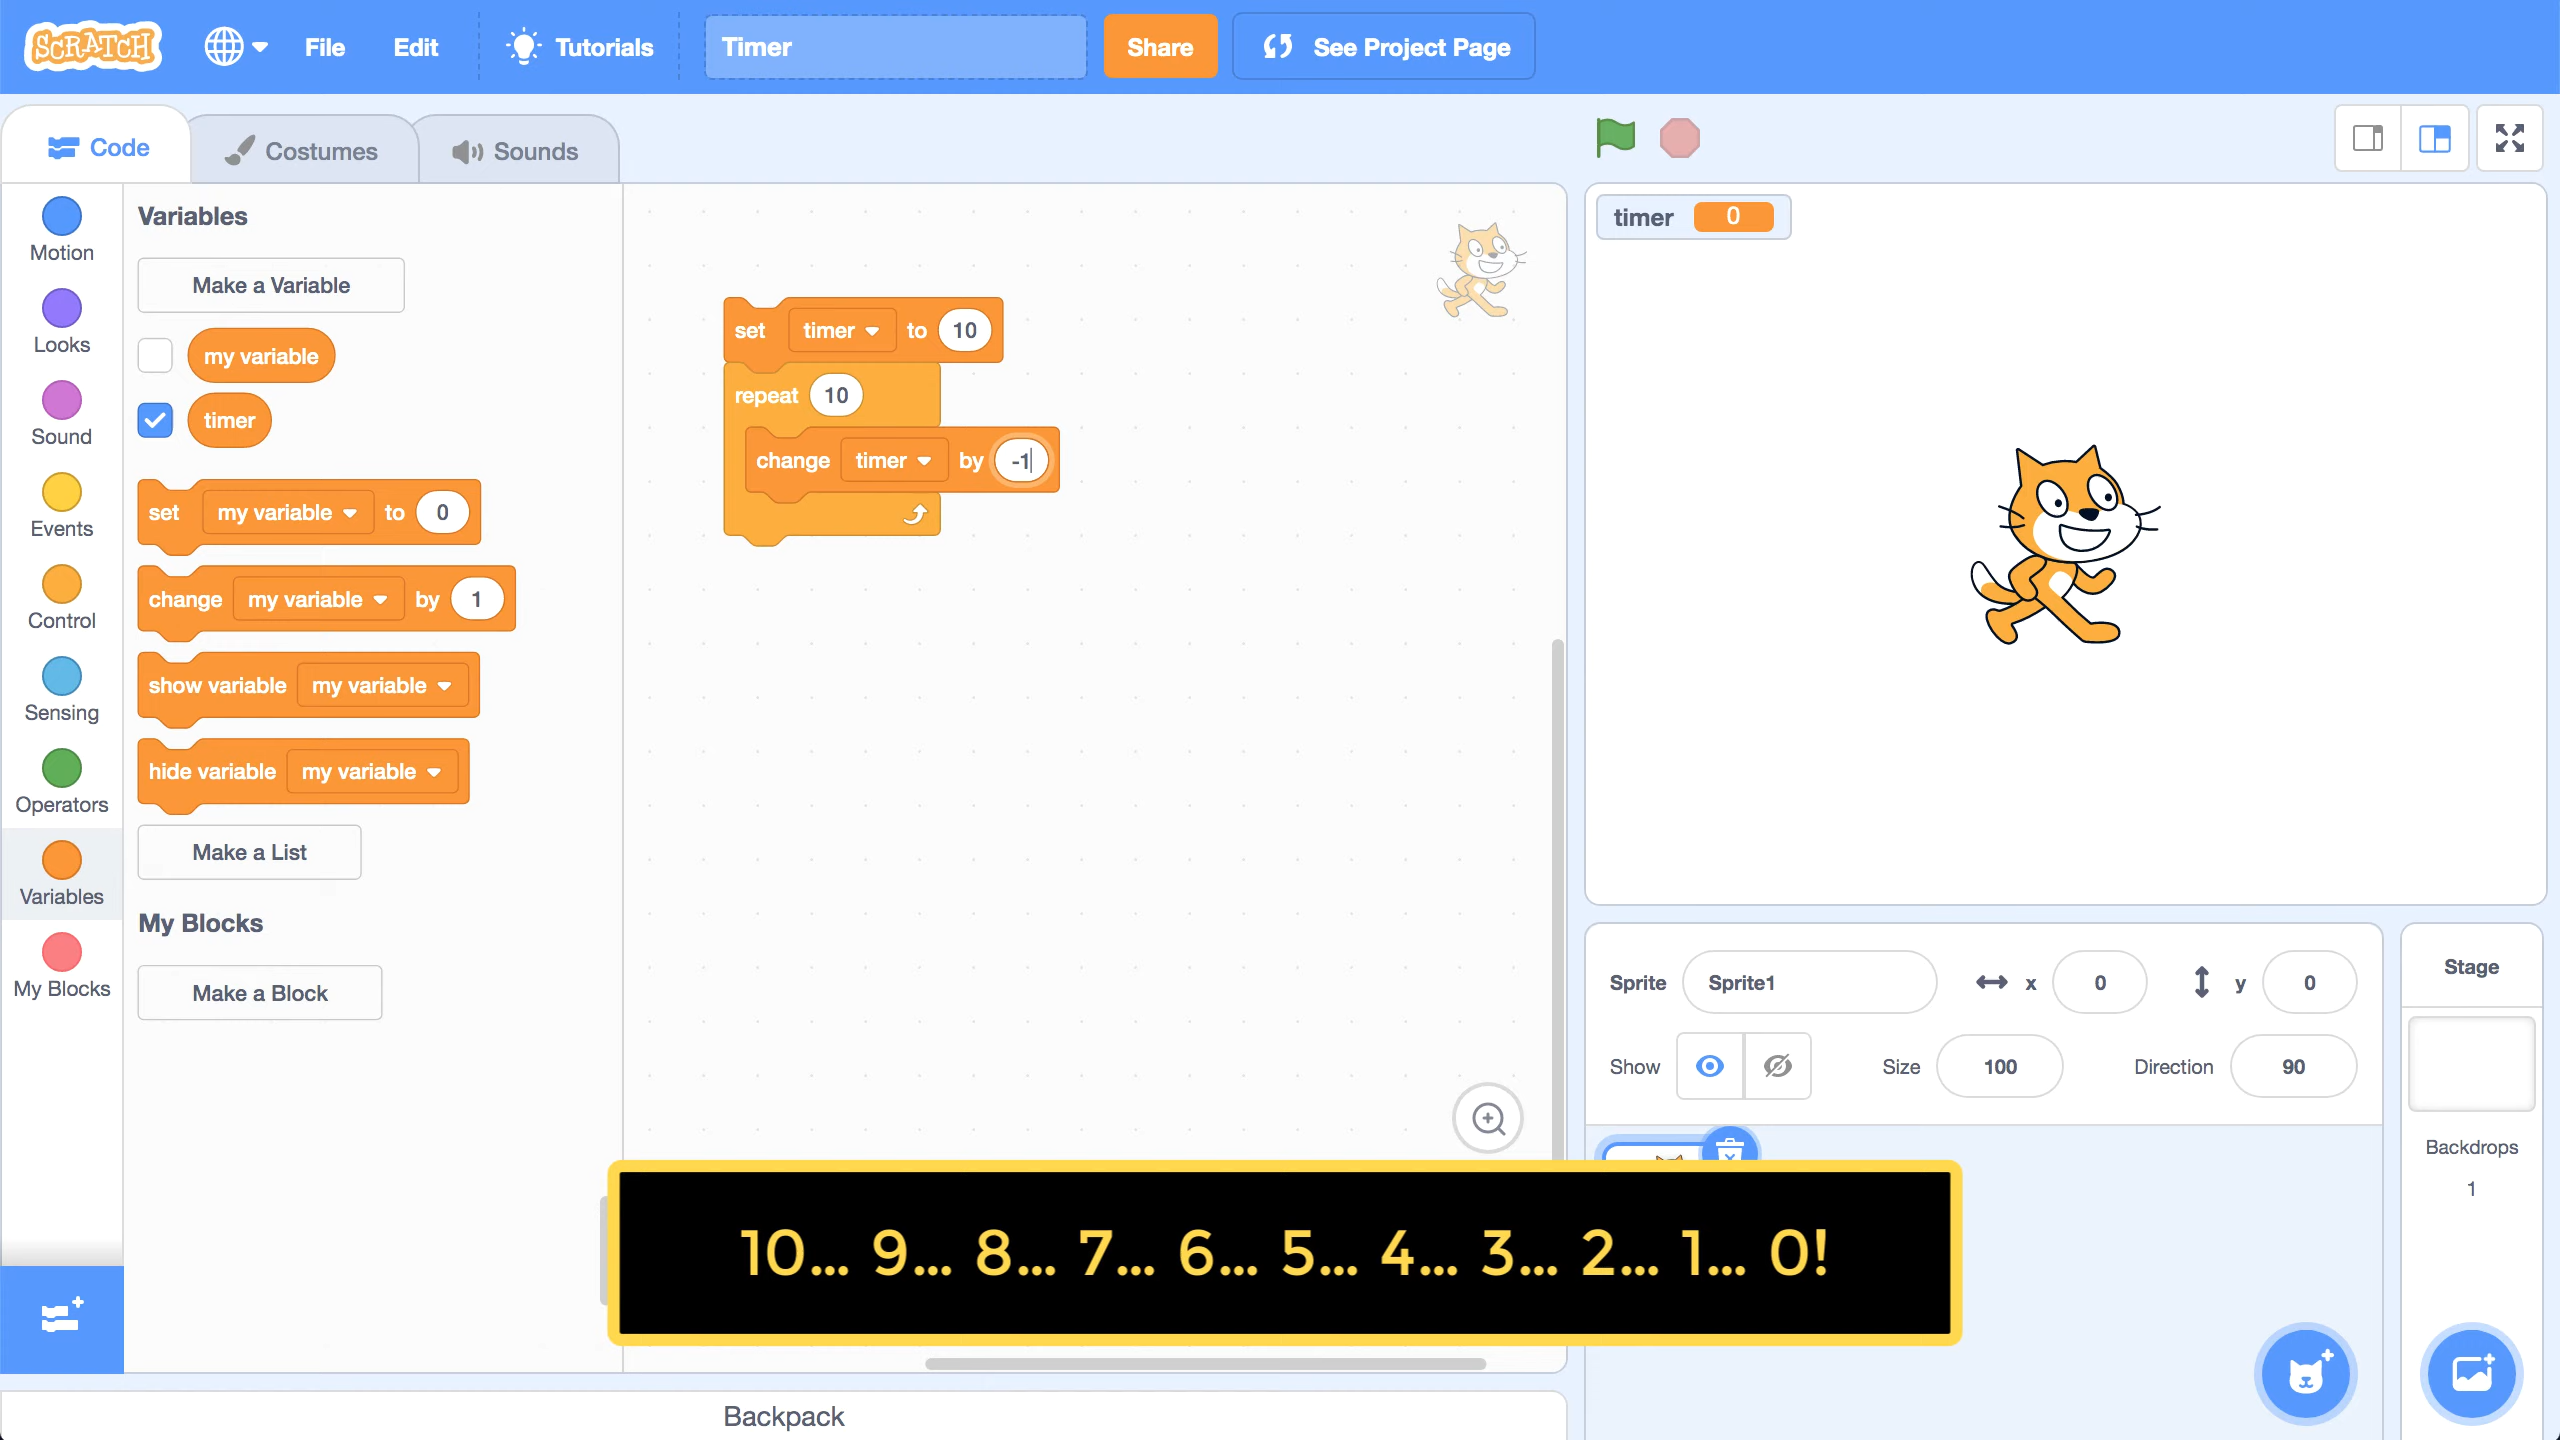 SCRATCH File Edit Tutorials Timer Share See Project Page
Code Costumes Sounds
Motion
Looks
Sound
Events
Control
Sensing
Operators
Variables
My Blocks
Variables
Make a Variable
my variable
timer
set my variable to 0
change my variable by 1
show variable my variable
hide variable my variable
Make a List
My Blocks
Make a Block
set timer to 10
repeat 10
change timer by -1
timer 0
Sprite Sprite1 x 0 y 0
Show Size 100 Direction 90
Stage
Backdrops
1
10... 9... 8... 7... 6... 5... 4... 3... 2... 1... 0!
Backpack